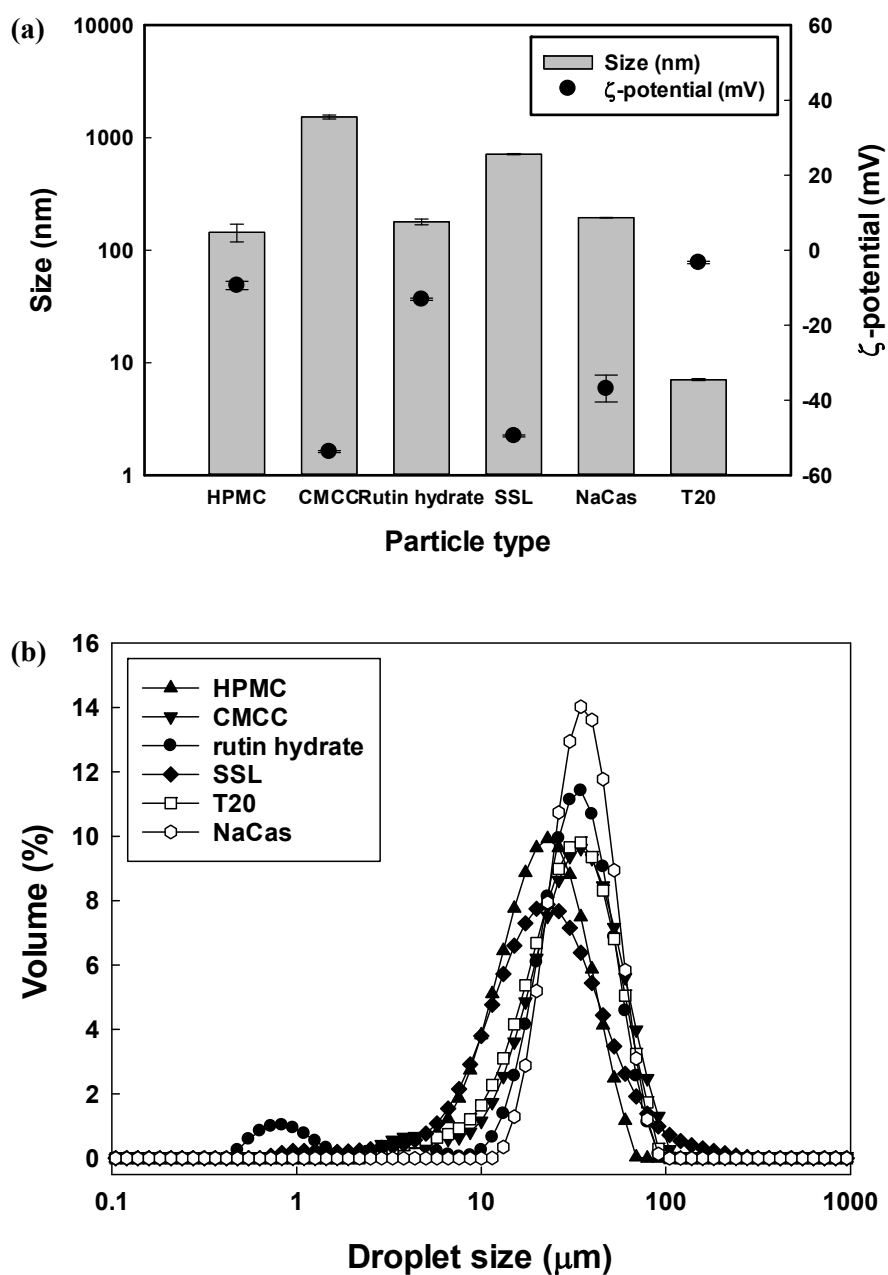 (a)
10000
1000
100
10
1
Size (nm)
60
40
20
0
-20
-40
-60
ζ-potential (mV)
Size (nm)
ζ-potential (mV)
HPMC CMCC Rutin hydrate SSL NaCas T20
Particle type
(b)
16
14
12
10
8
6
4
2
0
Volume (%)
HPMC
CMCC
rutin hydrate
SSL
T20
NaCas
0.1 1 10 100 1000
Droplet size (μm)